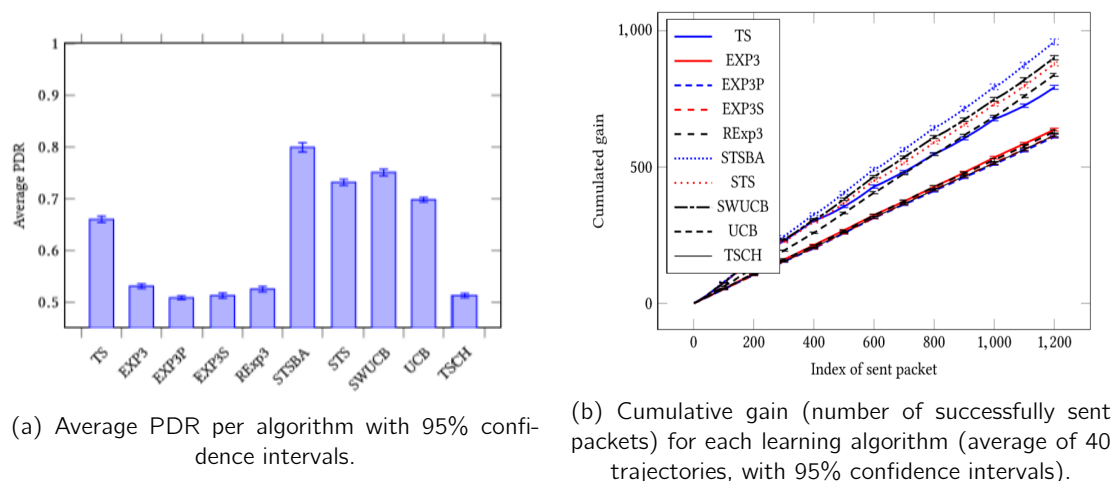 1
0.9
0.8
0.7
0.6
0.5
Average PDR
TS
EXP3
EXP3P
EXP3S
RExp3
STSBA
STS
SWUCB
UCB
TSCH
(a) Average PDR per algorithm with 95% confi-
dence intervals.
1,000
500
0
Cumulated gain
TS
EXP3
EXP3P
EXP3S
RExp3
STSBA
STS
SWUCB
UCB
TSCH
0 200 400 600 800 1,000 1,200
Index of sent packet
(b) Cumulative gain (number of successfully sent
packets) for each learning algorithm (average of 40
trajectories, with 95% confidence intervals).